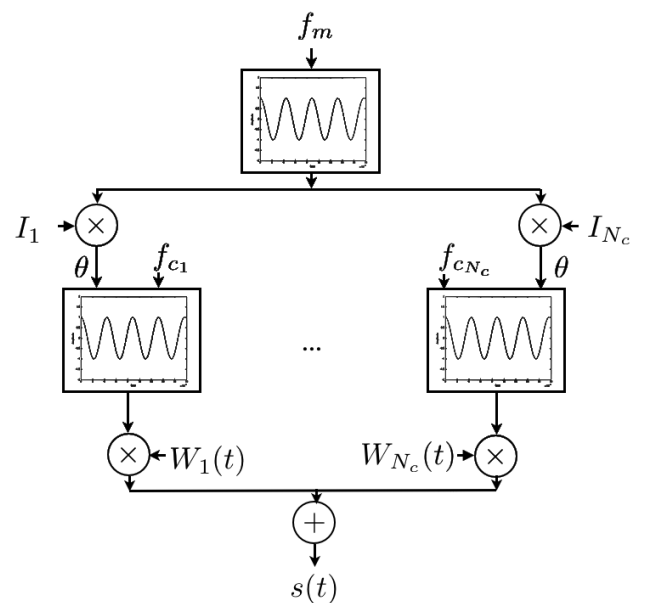 f_m
×
×
I_1
I_{N_c}
θ
f_{c_1}
f_{c_{N_c}}
θ
...
×
W_1(t)
W_{N_c}(t)
×
+
s(t)